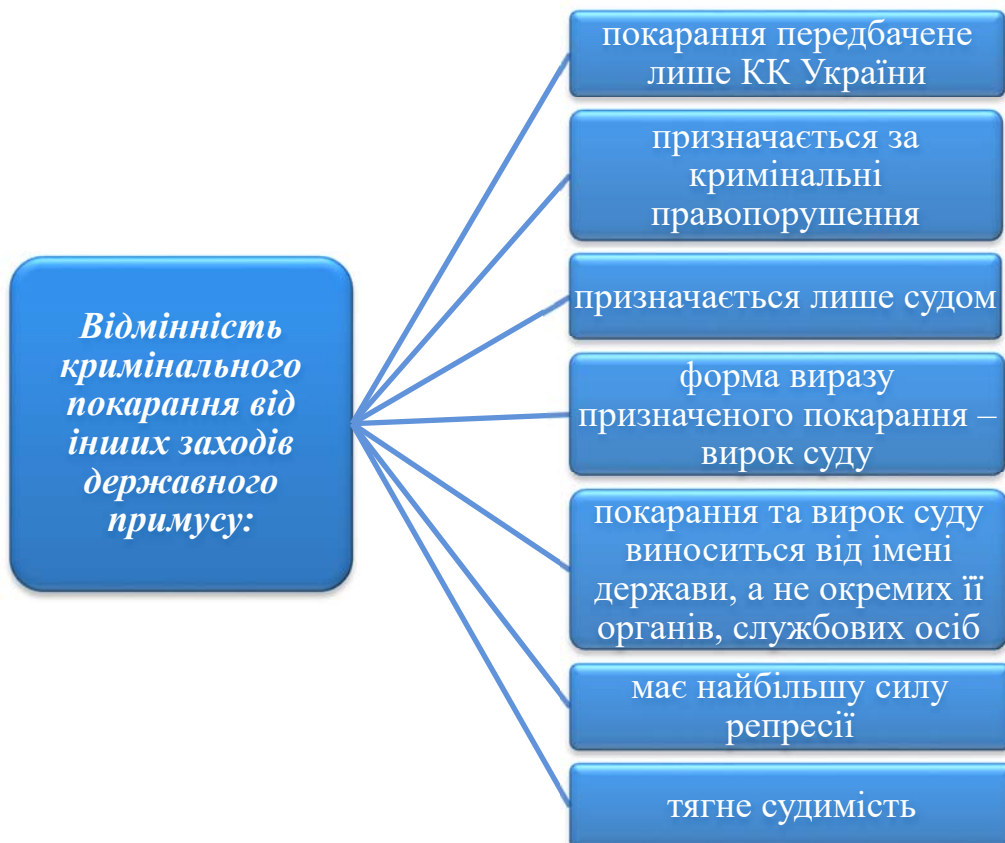 Відмінність
кримінального
покарання від
інших заходів
державного
примусу:
покарання передбачене
лише КК України
призначається за
кримінальні
правопорушення
призначається лише судом
форма виразу
призначеного покарання –
вирок суду
покарання та вирок суду
виноситься від імені
держави, а не окремих її
органів, службових осіб
має найбільшу силу
репресії
тягне судимість